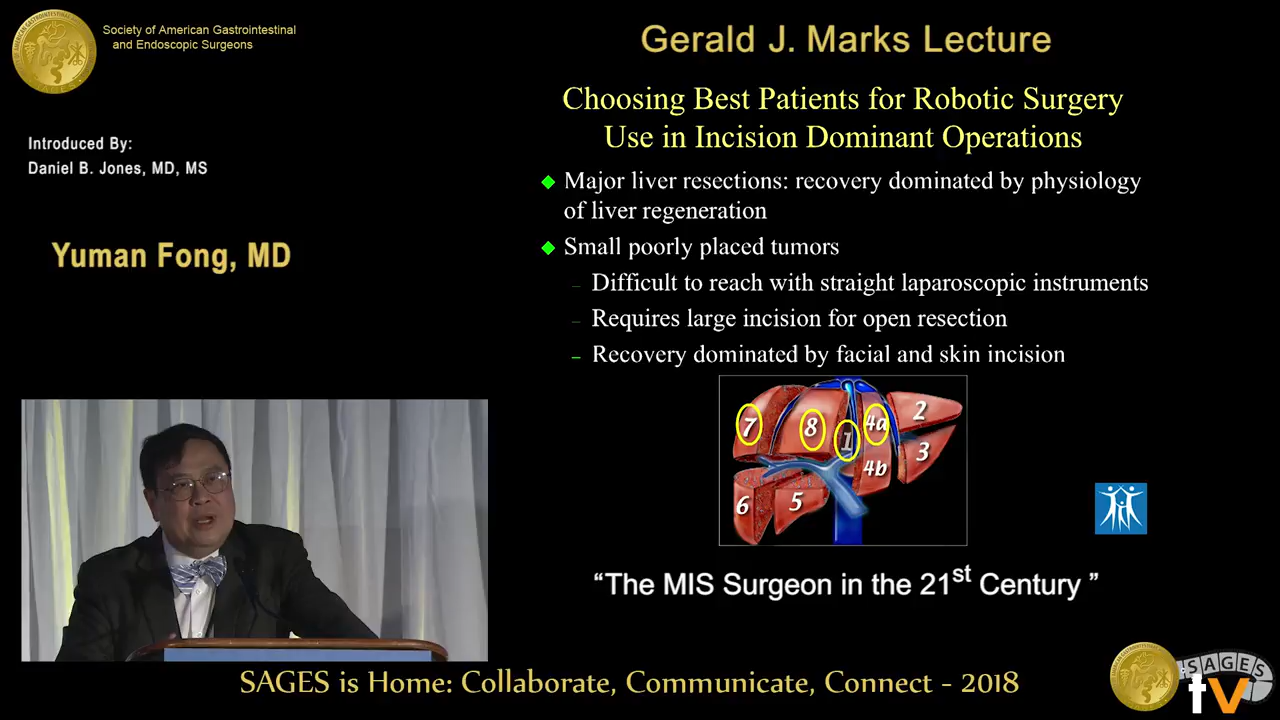 Society of American Gastrointestinal
and Endoscopic Surgeons
Introduced By:
Daniel B. Jones, MD, MS
Yuman Fong, MD
Gerald J. Marks Lecture
Choosing Best Patients for Robotic Surgery
Use in Incision Dominant Operations
Major liver resections: recovery dominated by physiology
of liver regeneration
Small poorly placed tumors
– Difficult to reach with straight laparoscopic instruments
– Requires large incision for open resection
– Recovery dominated by facial and skin incision
7
8
1
4a
2
3
4b
6
5
“The MIS Surgeon in the 21st Century ”
SAGES is Home: Collaborate, Communicate, Connect - 2018
SAGES
tv